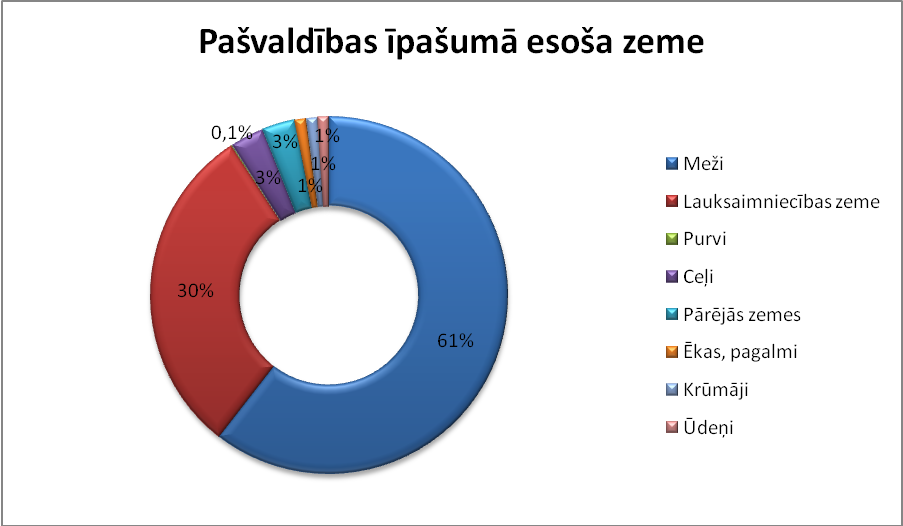 Pašvaldības īpašumā esoša zeme
0,1%
3%
3%
1%
1%
1%
30%
61%
Meži
Lauksaimniecības zeme
Purvi
Ceļi
Pārējās zemes
Ēkas, pagalmi
Krūmāji
Ūdeņi